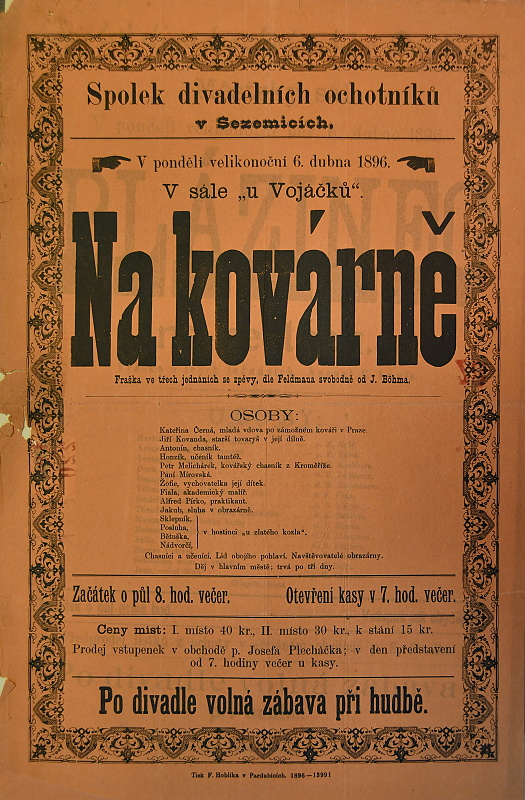 Spolek divadelních ochotníků
v Sezemicích.
V pondělí velikonoční 6. dubna 1896.
V sále „u Vojáčků“.
Na kovárně
Fraška ve třech jednáních se zpěvy, dle Feldmana svobodně od J. Böhma.
OSOBY:
Kateřina Černá, mladá vdova po zámožném kováři v Praze.
Jiří Kovanda, starší tovaryš v její dílně.
Antonín, chasník.
Honzík, učenník tamtéž.
Petr Melichárek, kovářský chasník z Kroměříže.
Paní Mírovská.
Žofie, vychovatelka její dítek.
Fiala, akademický malíř.
Alfred Pírko, praktikant.
Jakub, sluha v obrazárně.
Sklepník,
Posluha,
Bětuška,
Nádvorčí,
v hostinci „u zlatého kozla“.
Chasníci a učeníci, Lid obojího pohlaví, Navštěvovatelé obrazárny.
Děj v hlavním městě; trvá po tři dny.
Začátek o půl 8. hod. večer. Otevření kasy v 7. hod. večer.
Ceny míst: I. místo 40 kr., II. místo 30 kr., k stání 15 kr.
Prodej vstupenek v obchodě p. Josefa Plecháčka; v den představení
od 7. hodiny večer u kasy.
Po divadle volná zábava při hudbě.
Tisk F. Hoblíka v Pardubicích. 1896—13991